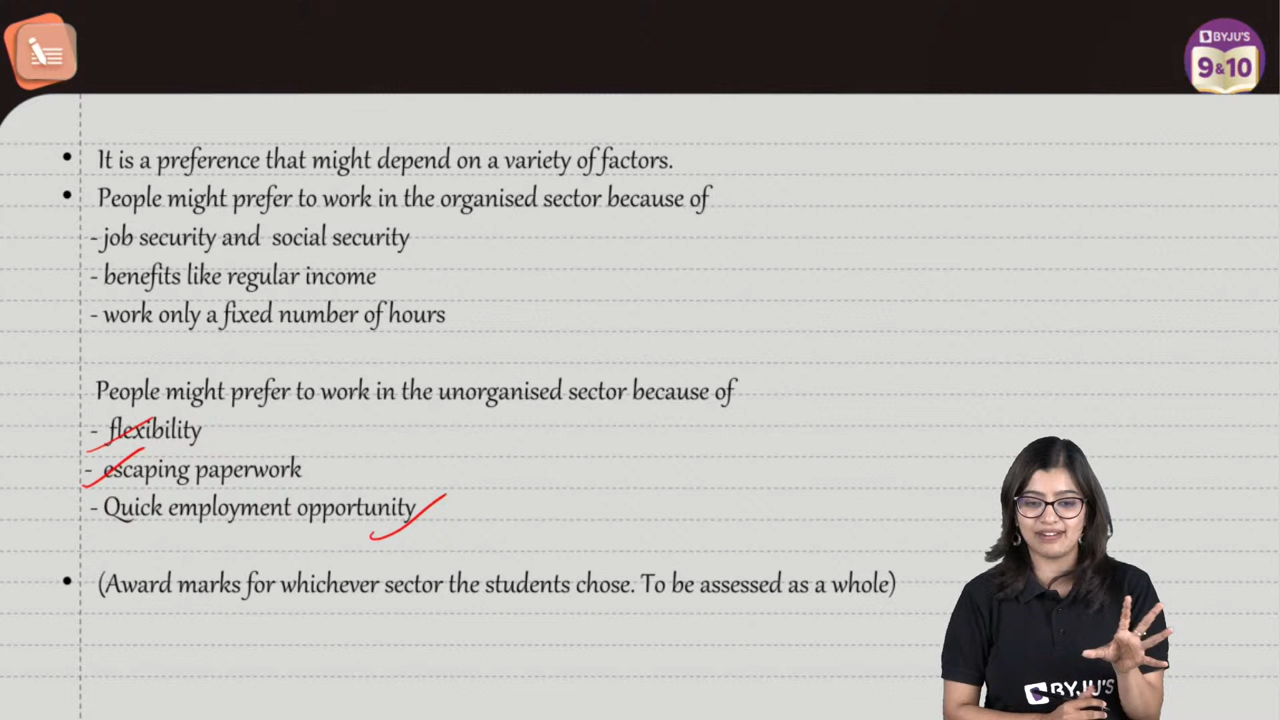 BYJU'S
9&10
• It is a preference that might depend on a variety of factors.
• People might prefer to work in the organised sector because of
- job security and social security
- benefits like regular income
- work only a fixed number of hours
People might prefer to work in the unorganised sector because of
- flexibility
- escaping paperwork
- Quick employment opportunity
• (Award marks for whichever sector the students chose. To be assessed as a whole)
BYJU'S